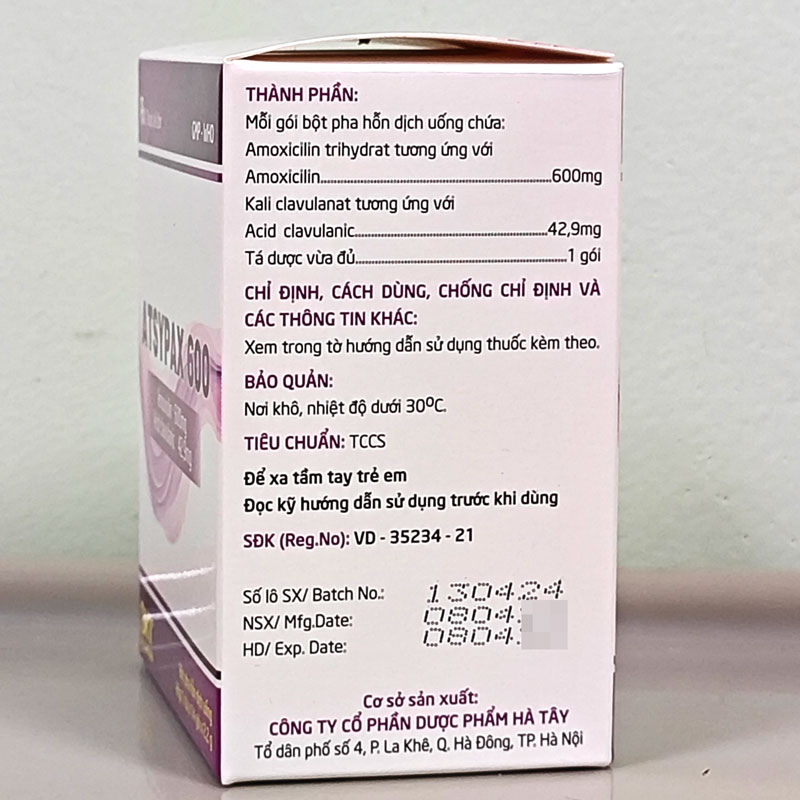 GMP - WHO
ATSYPAX 600
THÀNH PHẦN:
Mỗi gói bột pha hỗn dịch uống chứa:
Amoxicilin trihydrat tương ứng với
Amoxicilin..................................................600mg
Kali clavulanat tương ứng với
Acid clavulanic..........................................42,9mg
Tá dược vừa đủ..............................................1 gói
CHỈ ĐỊNH, CÁCH DÙNG, CHỐNG CHỈ ĐỊNH VÀ
CÁC THÔNG TIN KHÁC:
Xem trong tờ hướng dẫn sử dụng thuốc kèm theo.
BẢO QUẢN:
Nơi khô, nhiệt độ dưới 30ºC.
TIÊU CHUẨN: TCCS
Để xa tầm tay trẻ em
Đọc kỹ hướng dẫn sử dụng trước khi dùng
SĐK (Reg.No): VD - 35234 - 21
Số lô SX/ Batch No.: 130424
NSX/ Mfg.Date: 0804.
HD/ Exp. Date: 0804.
Cơ sở sản xuất:
CÔNG TY CỔ PHẦN DƯỢC PHẨM HÀ TÂY
Tổ dân phố số 4, P. La Khê, Q. Hà Đông, TP. Hà Nội